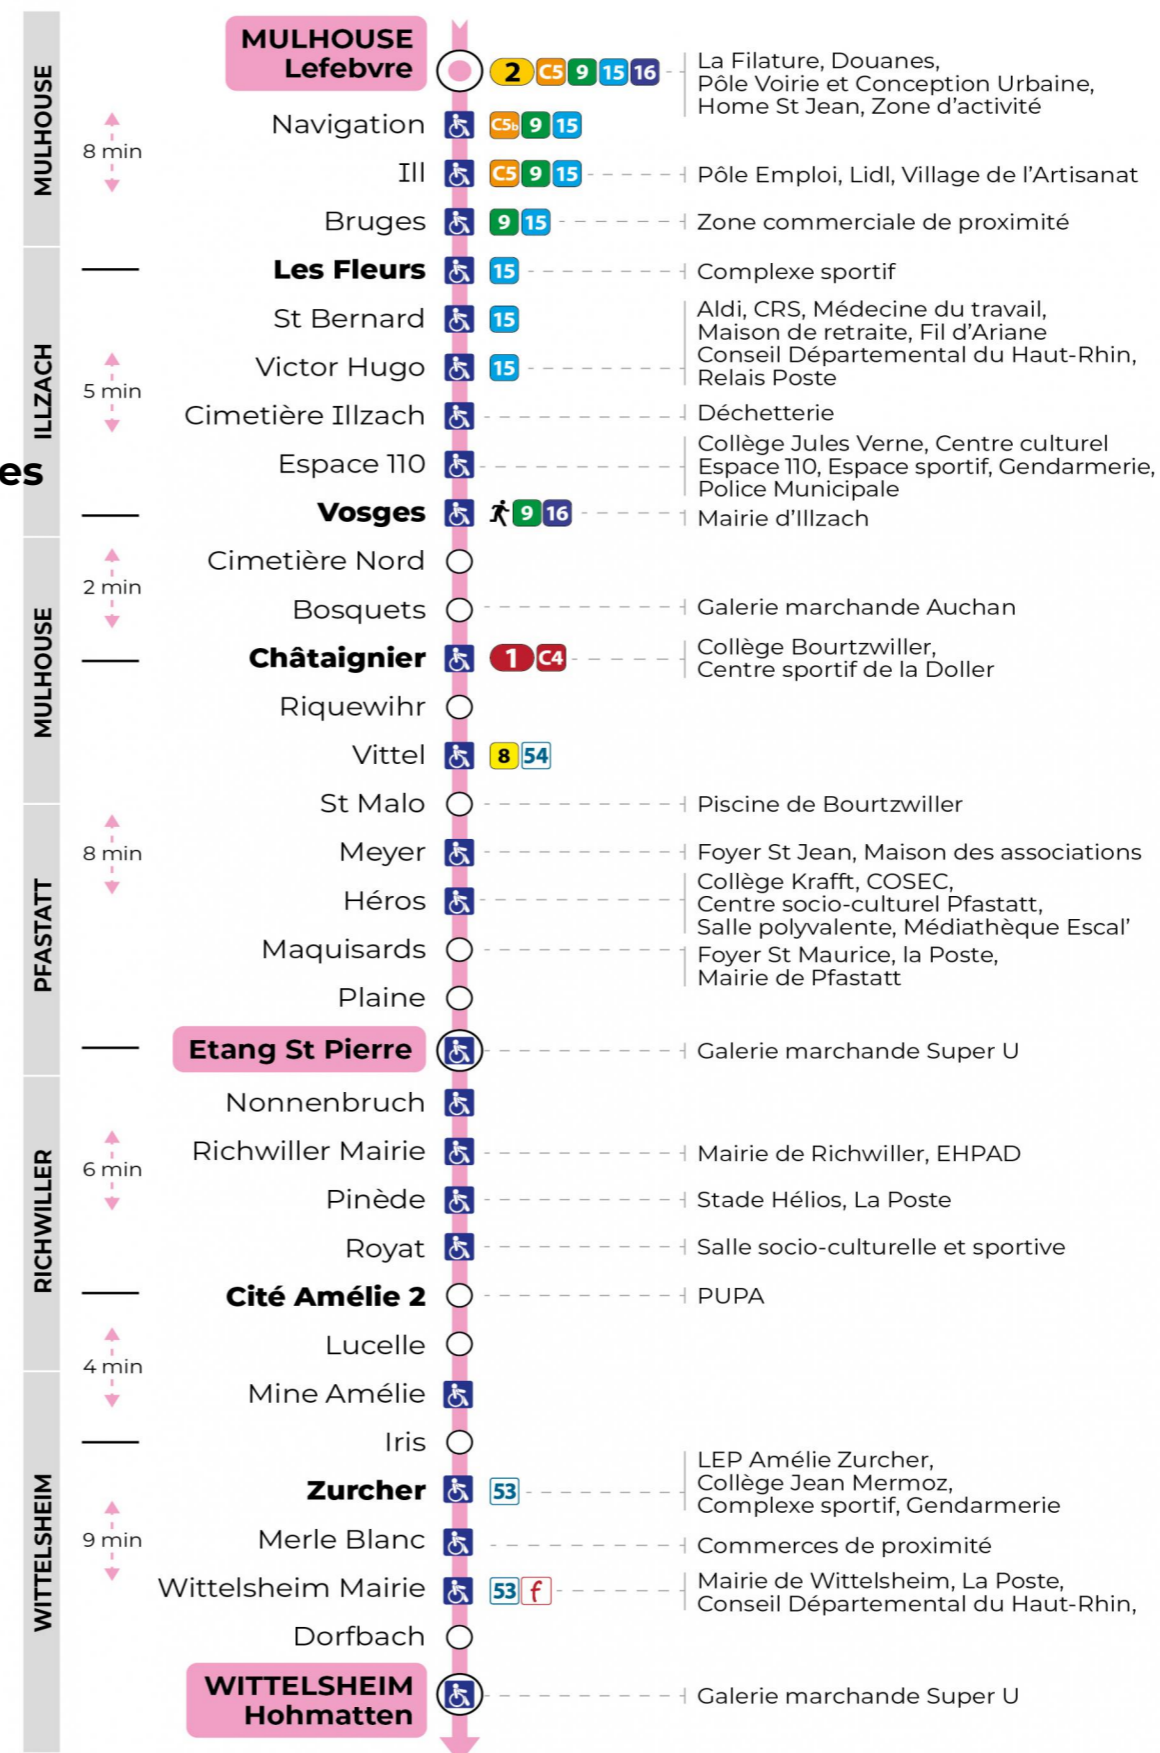 MULHOUSE
Lefebvre
2 C5 9 15 16
La Filature, Douanes,
Pôle Voirie et Conception Urbaine,
Home St Jean, Zone d’activité
MULHOUSE
8 min
Navigation
C5b 9 15
Ill
C5 9 15
Pôle Emploi, Lidl, Village de l’Artisanat
Bruges
9 15
Zone commerciale de proximité
ILLZACH
Les Fleurs
15
Complexe sportif
St Bernard
15
Aldi, CRS, Médecine du travail,
Maison de retraite, Fil d’Ariane
5 min
Victor Hugo
15
Conseil Départemental du Haut-Rhin,
Relais Poste
Cimetière Illzach
Déchetterie
es
Espace 110
Collège Jules Verne, Centre culturel
Espace 110, Espace sportif, Gendarmerie,
Police Municipale
Vosges
9 16
Mairie d’Illzach
MULHOUSE
2 min
Cimetière Nord
Bosquets
Galerie marchande Auchan
Châtaignier
1 C4
Collège Bourtzwiller,
Centre sportif de la Doller
Riquewihr
Vittel
8 54
PFASTATT
8 min
St Malo
Piscine de Bourtzwiller
Meyer
Foyer St Jean, Maison des associations
Héros
Collège Krafft, COSEC,
Centre socio-culturel Pfastatt,
Salle polyvalente, Médiathèque Escal’
Maquisards
Foyer St Maurice, la Poste,
Mairie de Pfastatt
Plaine
Etang St Pierre
Galerie marchande Super U
RICHWILLER
6 min
Nonnenbruch
Richwiller Mairie
Mairie de Richwiller, EHPAD
Pinède
Stade Hélios, La Poste
Royat
Salle socio-culturelle et sportive
Cité Amélie 2
PUPA
4 min
Lucelle
WITTELSHEIM
Mine Amélie
Iris
Zurcher
53
LEP Amélie Zurcher,
Collège Jean Mermoz,
Complexe sportif, Gendarmerie
9 min
Merle Blanc
Commerces de proximité
Wittelsheim Mairie
53 f
Mairie de Wittelsheim, La Poste,
Conseil Départemental du Haut-Rhin,
Dorfbach
WITTELSHEIM
Hohmatten
Galerie marchande Super U